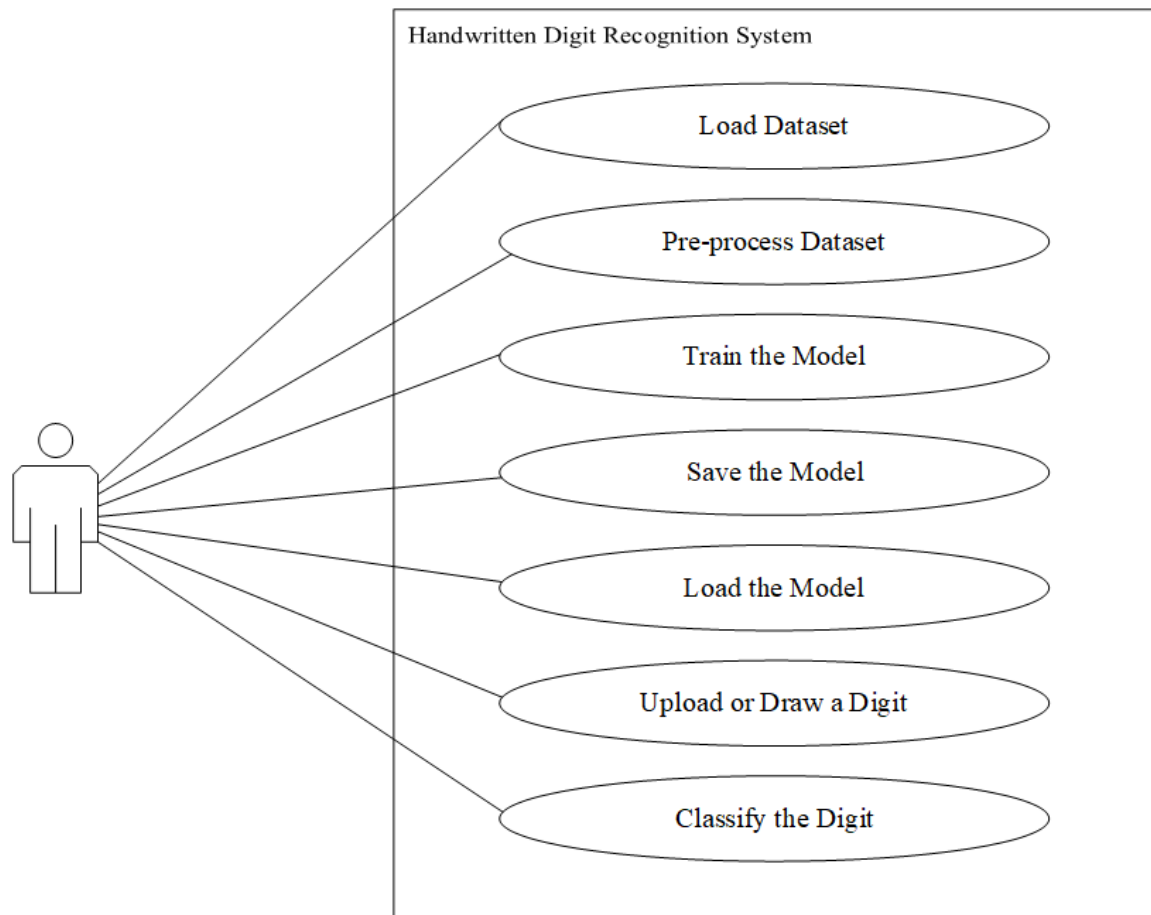 Handwritten Digit Recognition System
Load Dataset
Pre-process Dataset
Train the Model
Save the Model
Load the Model
Upload or Draw a Digit
Classify the Digit